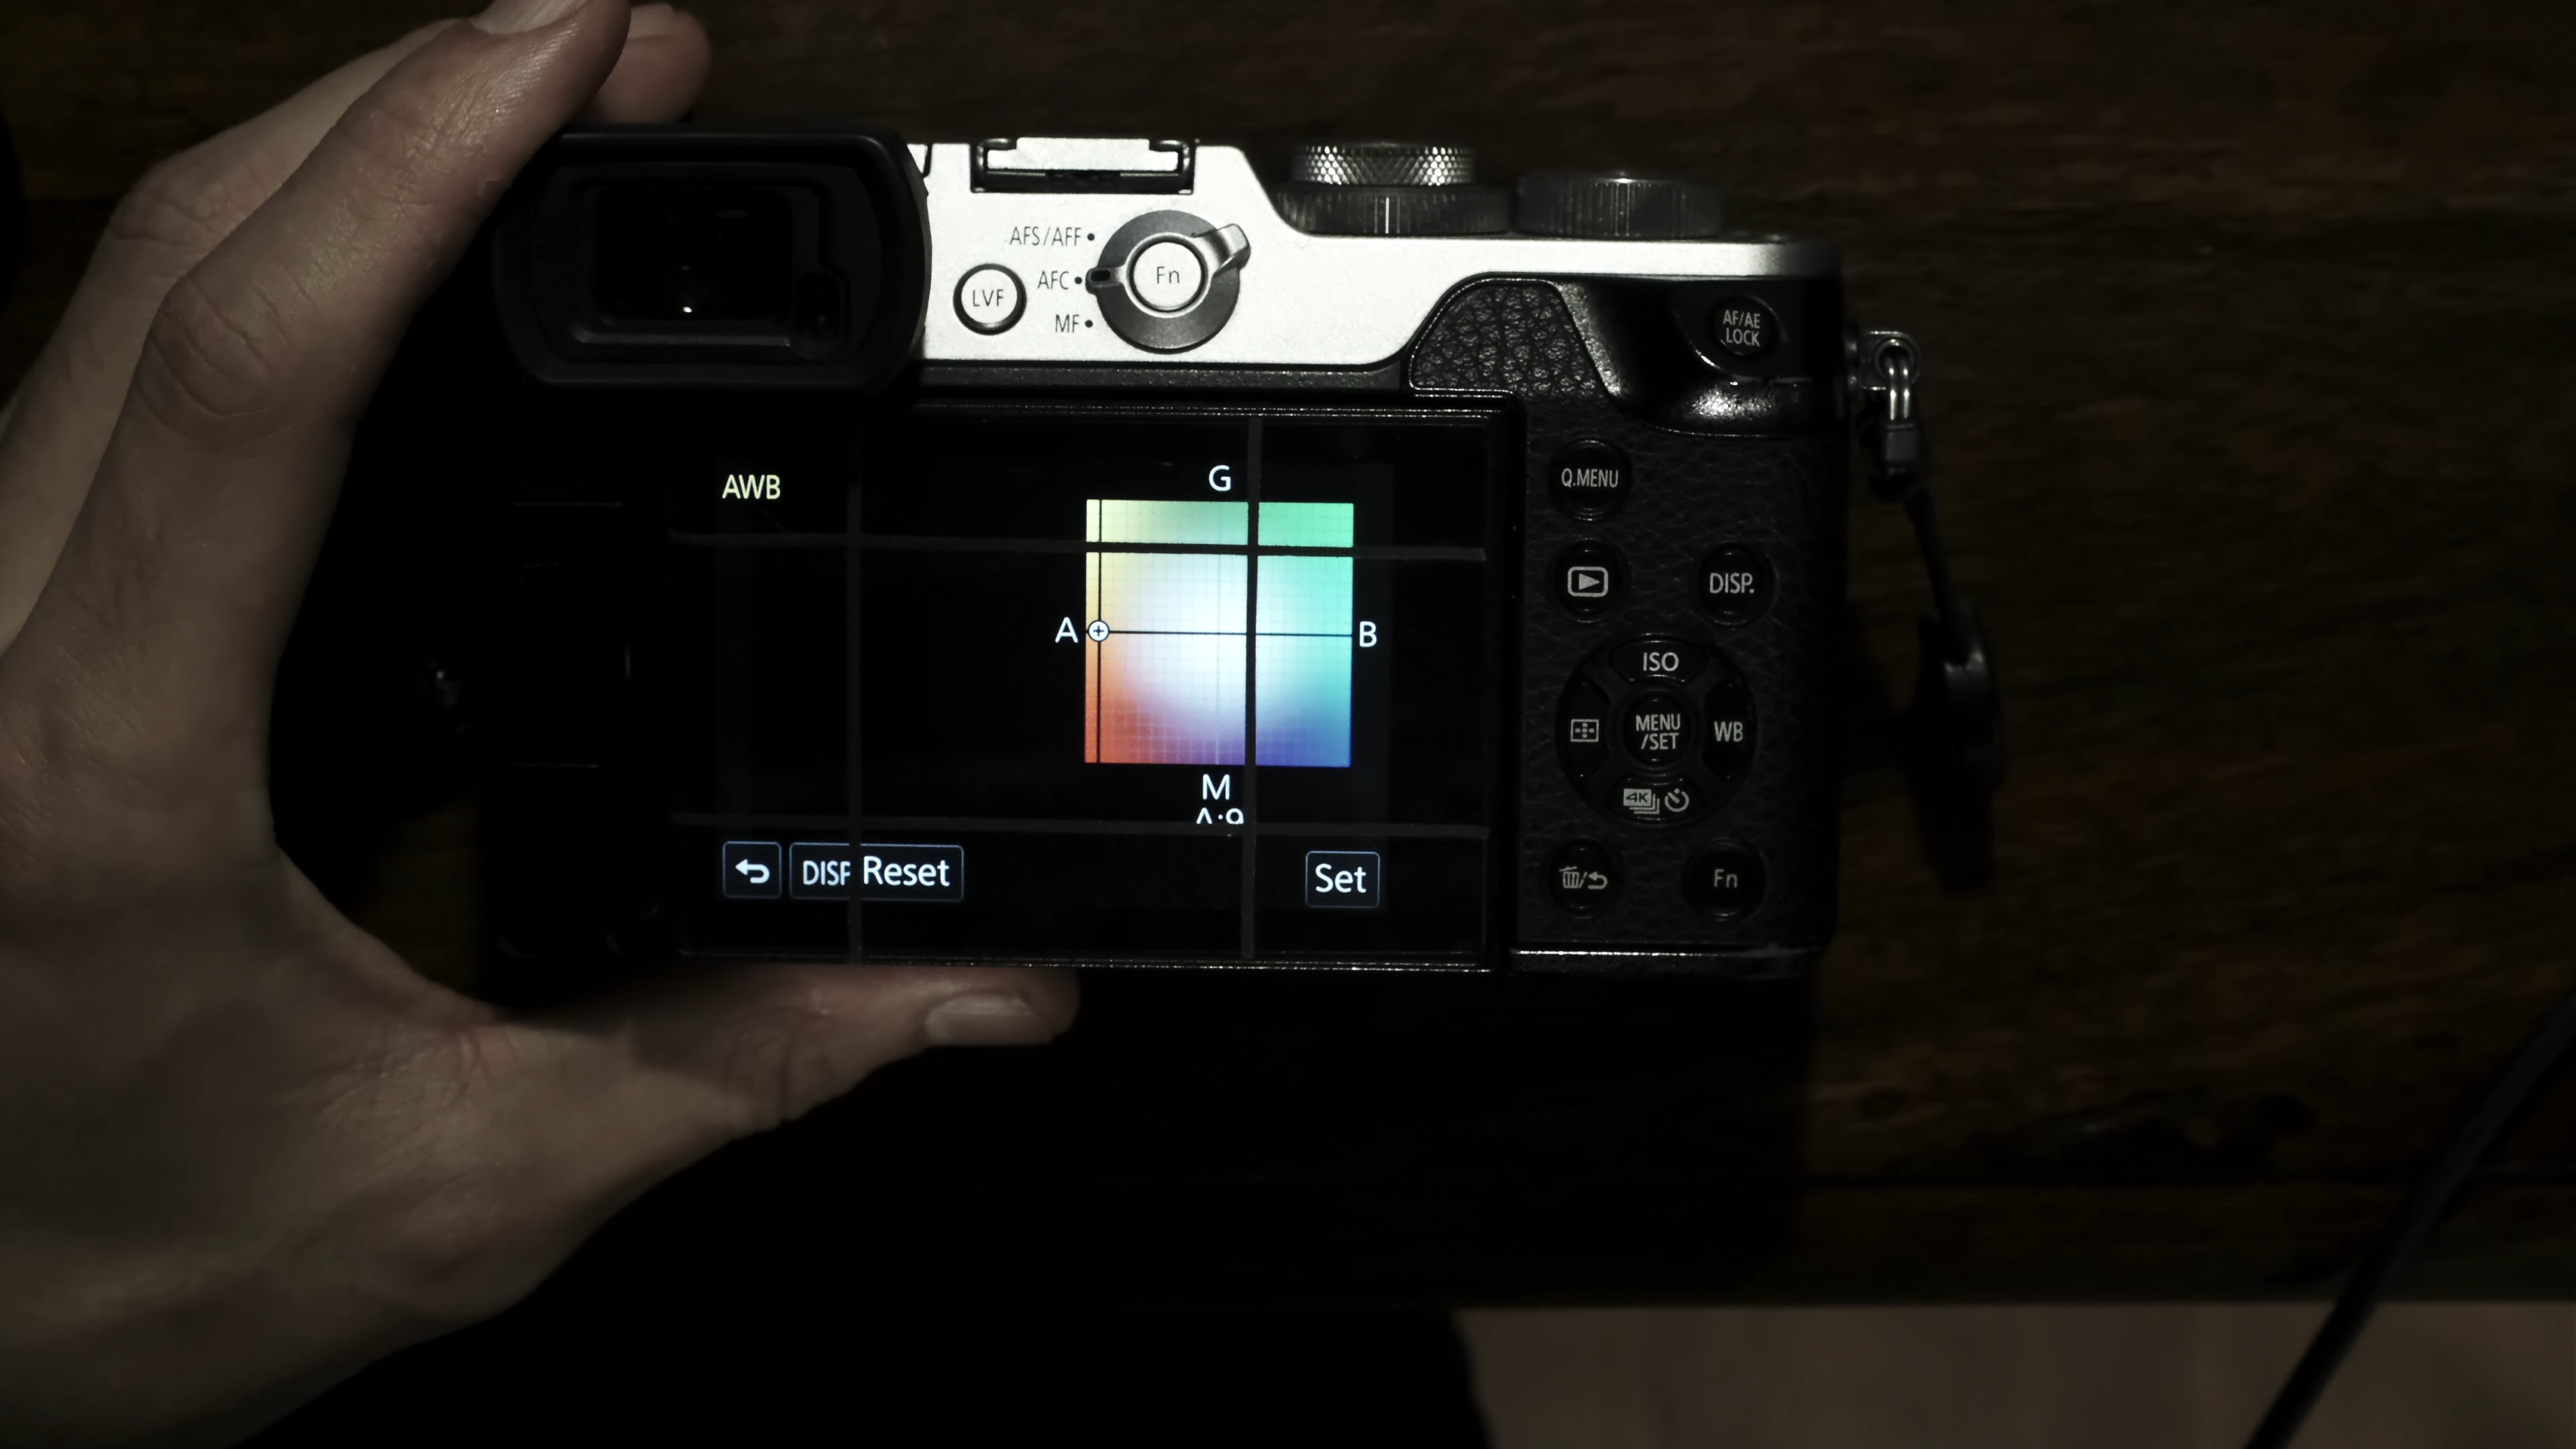 AFS/AFF
AFC
MF
LVF
Fn
AF/AE
LOCK
AWB
G
A
B
M
DISP Reset
Set
Q.MENU
DISP.
ISO
MENU
/SET
WB
4K
Fn